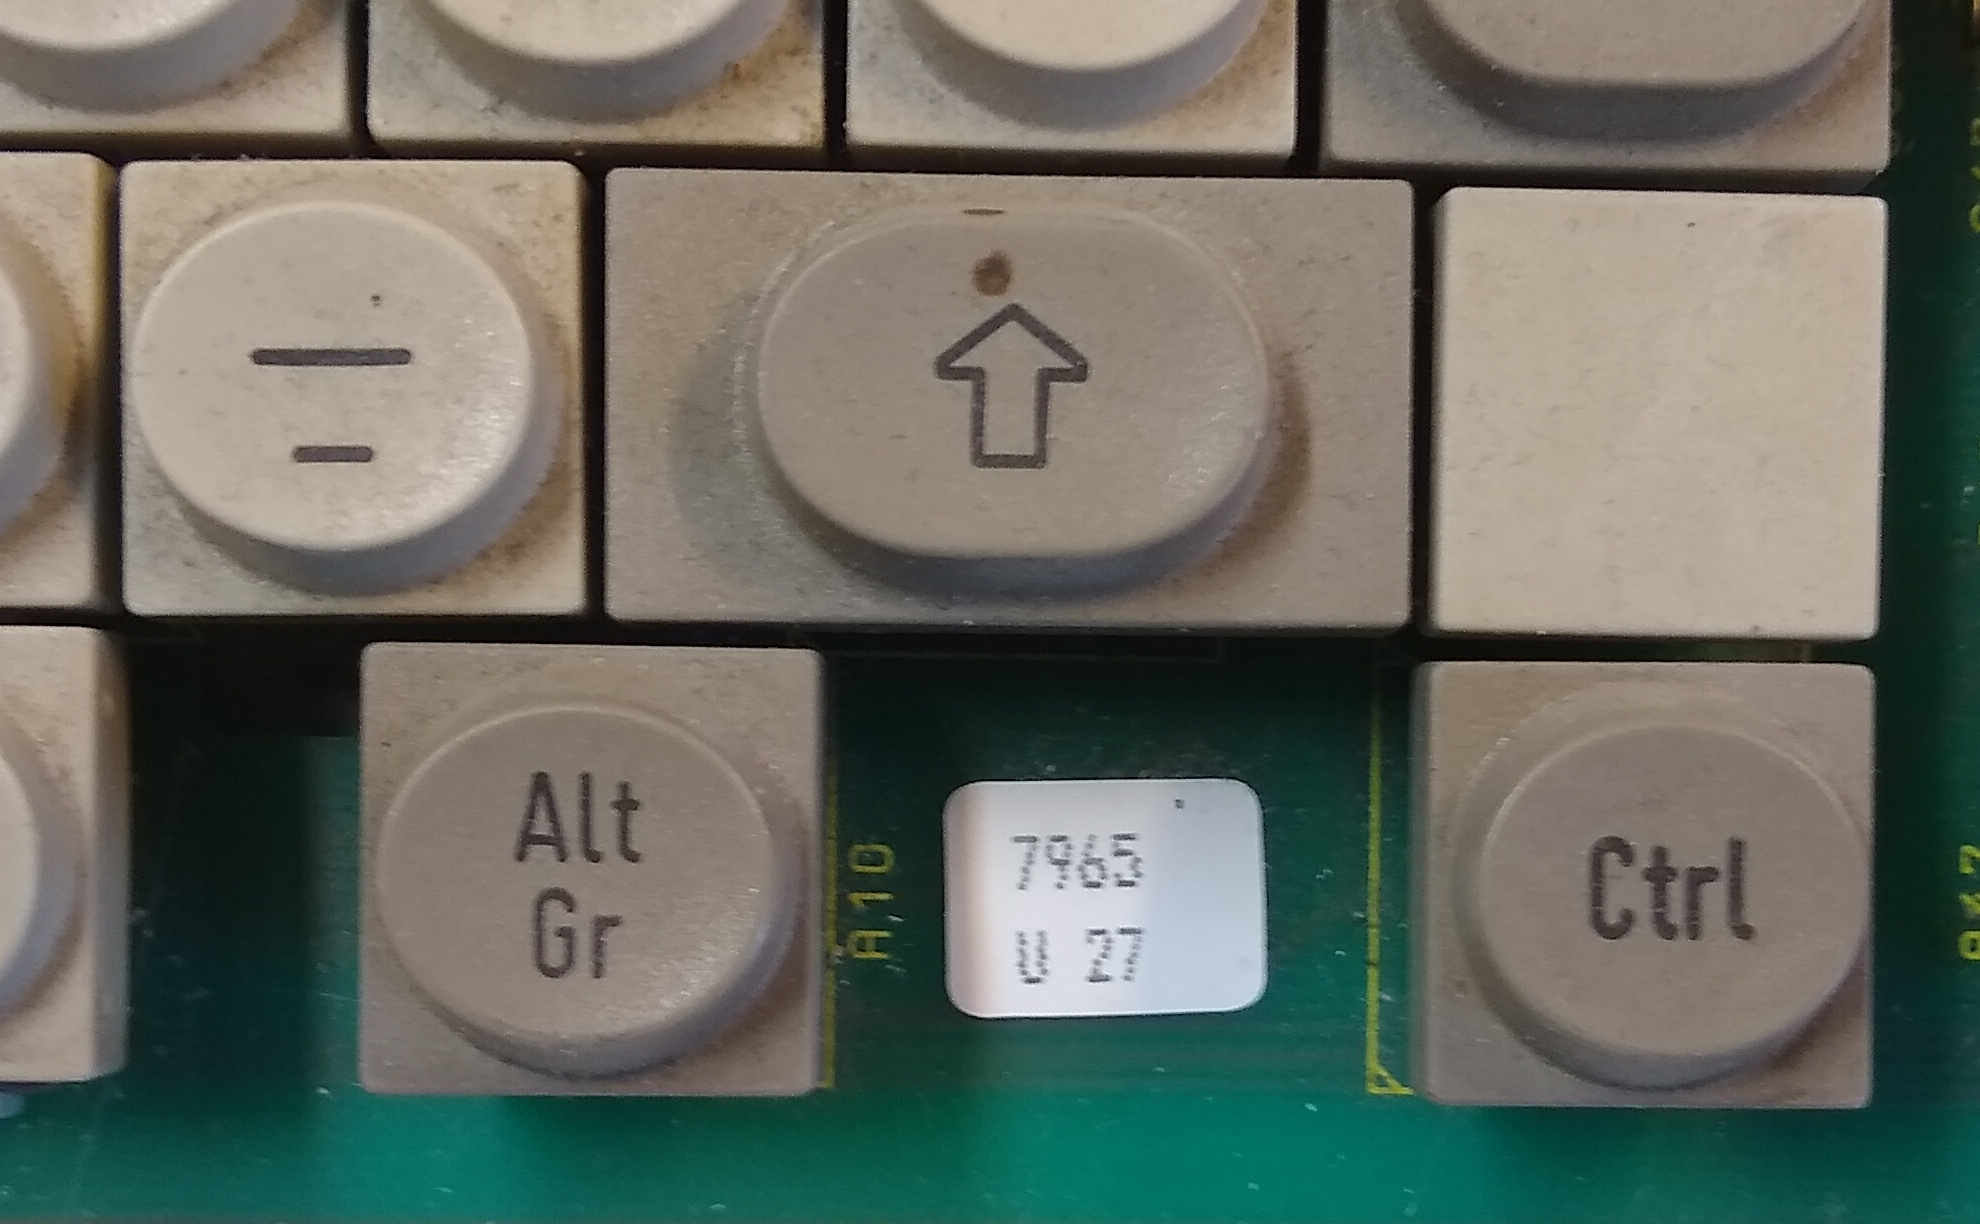 —
-
Alt
Gr
A10
7965
W 27
Ctrl